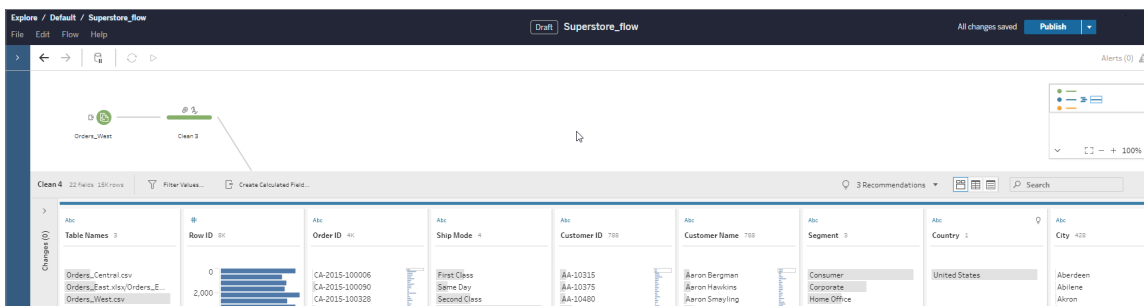 Explore / Default / Superstore_flow
Draft Superstore_flow
All changes saved Publish
File Edit Flow Help
Alerts (0)
Orders_West Clean 3
100%
Clean 4 22 fields 15K rows Filter Values... Create Calculated Field... 3 Recommendations Search
Changes (0)
Abc # Abc Abc Abc Abc Abc Abc Abc
Table Names 3 Row ID 8K Order ID 4K Ship Mode 4 Customer ID 788 Customer Name 788 Segment 3 Country 1 City 428
Orders_Central.csv 0 CA-2015-100006 First Class AA-10315 Aaron Bergman Consumer United States Aberdeen
Orders_East.xlsx/Orders_E... CA-2015-100090 Same Day AA-10375 Aaron Hawkins Corporate Abilene
Orders_West.csv 2,000 CA-2015-100328 Second Class AA-10480 Aaron Smayling Home Office Akron